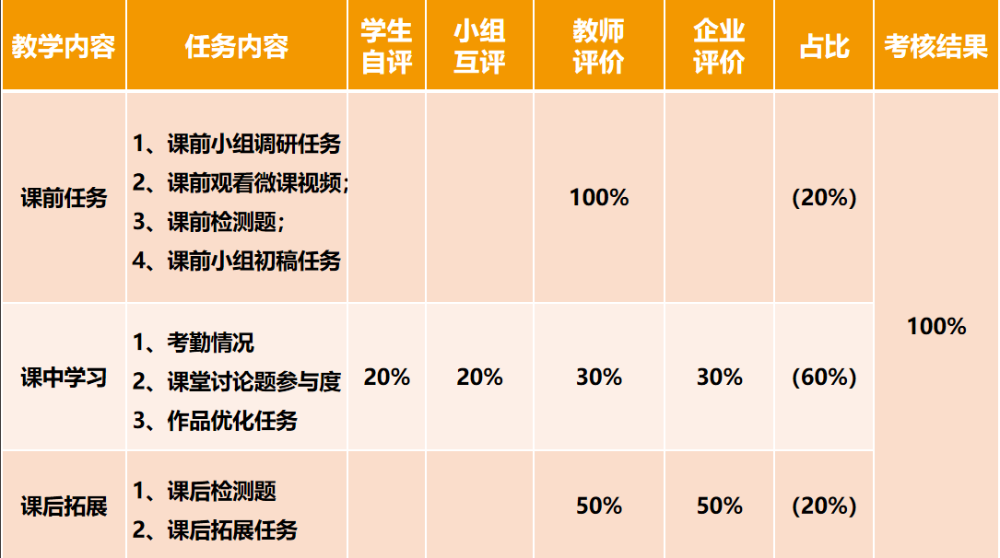 教学内容 任务内容 学生自评 小组互评 教师评价 企业评价 占比 考核结果
课前任务
1、课前小组调研任务
2、课前观看微课视频;
3、课前检测题;
4、课前小组初稿任务
100% (20%)
100%
课中学习
1、考勤情况
2、课堂讨论题参与度
3、作品优化任务
20% 20% 30% 30% (60%)
课后拓展
1、课后检测题
2、课后拓展任务
50% 50% (20%)